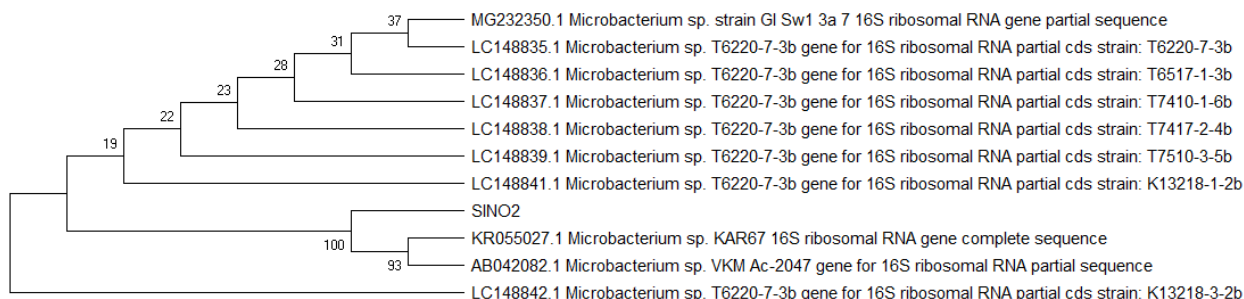 37
MG232350.1 Microbacterium sp. strain GI Sw1 3a 7 16S ribosomal RNA gene partial sequence
31
LC148835.1 Microbacterium sp. T6220-7-3b gene for 16S ribosomal RNA partial cds strain: T6220-7-3b
28
LC148836.1 Microbacterium sp. T6220-7-3b gene for 16S ribosomal RNA partial cds strain: T6517-1-3b
23
LC148837.1 Microbacterium sp. T6220-7-3b gene for 16S ribosomal RNA partial cds strain: T7410-1-6b
22
LC148838.1 Microbacterium sp. T6220-7-3b gene for 16S ribosomal RNA partial cds strain: T7417-2-4b
19
LC148839.1 Microbacterium sp. T6220-7-3b gene for 16S ribosomal RNA partial cds strain: T7510-3-5b
LC148841.1 Microbacterium sp. T6220-7-3b gene for 16S ribosomal RNA partial cds strain: K13218-1-2b
SINO2
100
KR055027.1 Microbacterium sp. KAR67 16S ribosomal RNA gene complete sequence
93
AB042082.1 Microbacterium sp. VKM Ac-2047 gene for 16S ribosomal RNA partial sequence
LC148842.1 Microbacterium sp. T6220-7-3b gene for 16S ribosomal RNA partial cds strain: K13218-3-2b